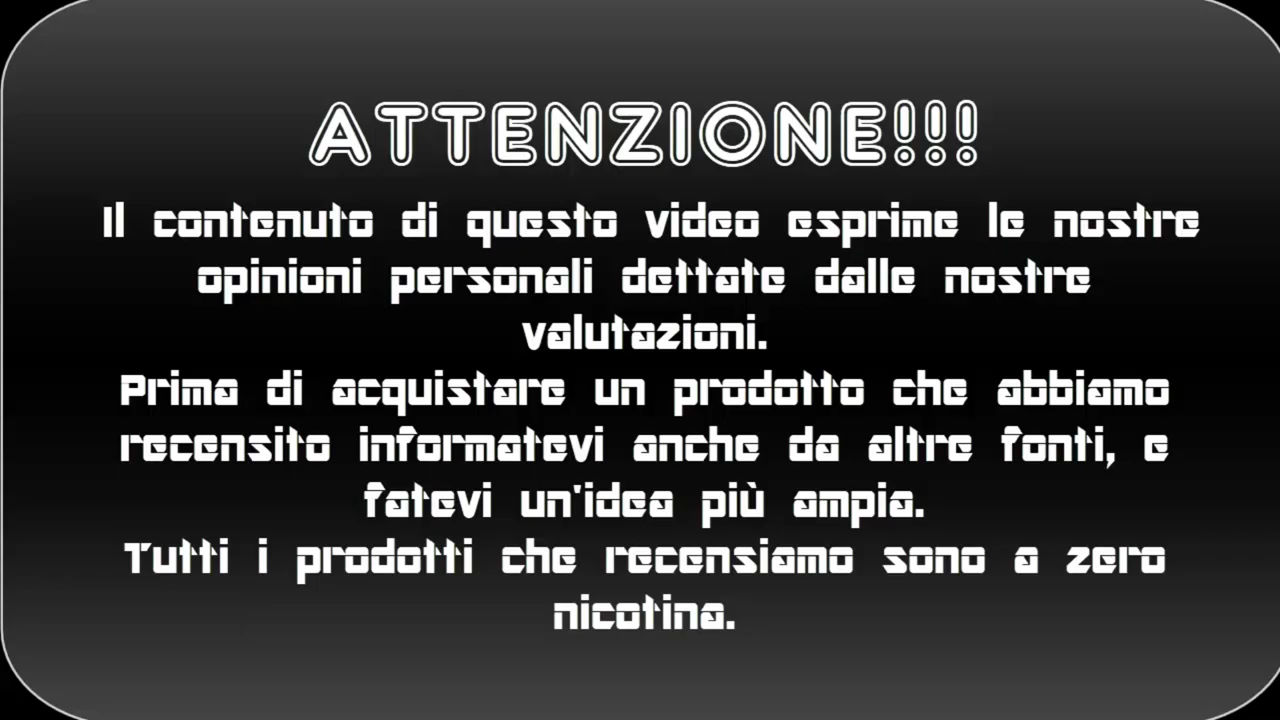 ATTENZIONE!!!
Il contenuto di questo video esprime le nostre
opinioni personali dettate dalle nostre
valutazioni.
Prima di acquistare un prodotto che abbiamo
recensito informatevi anche da altre fonti, e
fatevi un'idea più ampia.
Tutti i prodotti che recensiamo sono a zero
nicotina.